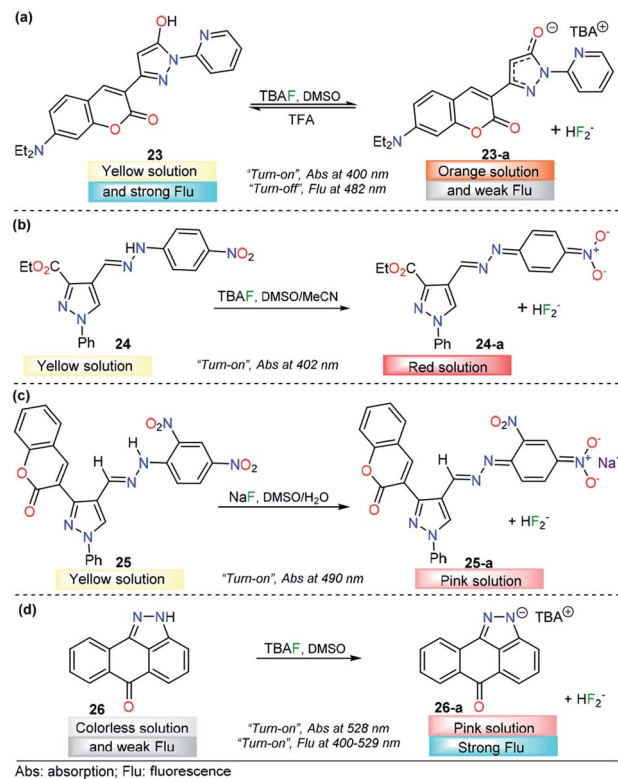 (a)
OH
N
N
N
O
O
Et₂N
23
Yellow solution
and strong Flu
TBAF, DMSO
TFA
"Turn-on", Abs at 400 nm
"Turn-off", Flu at 482 nm
O⊖
TBA⊕
N
N
N
O
O
Et₂N
+ HF₂⁻
23-a
Orange solution
and weak Flu
(b)
EtO₂C
H
N
N
NO₂
N
N
Ph
24
Yellow solution
TBAF, DMSO/MeCN
"Turn-on", Abs at 402 nm
EtO₂C
N
N
N⁺
O⁻
O⁻
N
N
Ph
+ HF₂⁻
24-a
Red solution
(c)
O
O
H
H
N
N
O₂N
NO₂
N
N
Ph
25
Yellow solution
NaF, DMSO/H₂O
"Turn-on", Abs at 490 nm
O
O
H
N
N
NO₂
N⁺
O⁻
O⁻
N
N
Ph
+ HF₂⁻
25-a
Pink solution
(d)
N
NH
O
26
Colorless solution
and weak Flu
TBAF, DMSO
"Turn-on", Abs at 528 nm
"Turn-on", Flu at 400-529 nm
N
N⊖
TBA⊕
O
26-a
+ HF₂⁻
Pink solution
Strong Flu
Abs: absorption; Flu: fluorescence